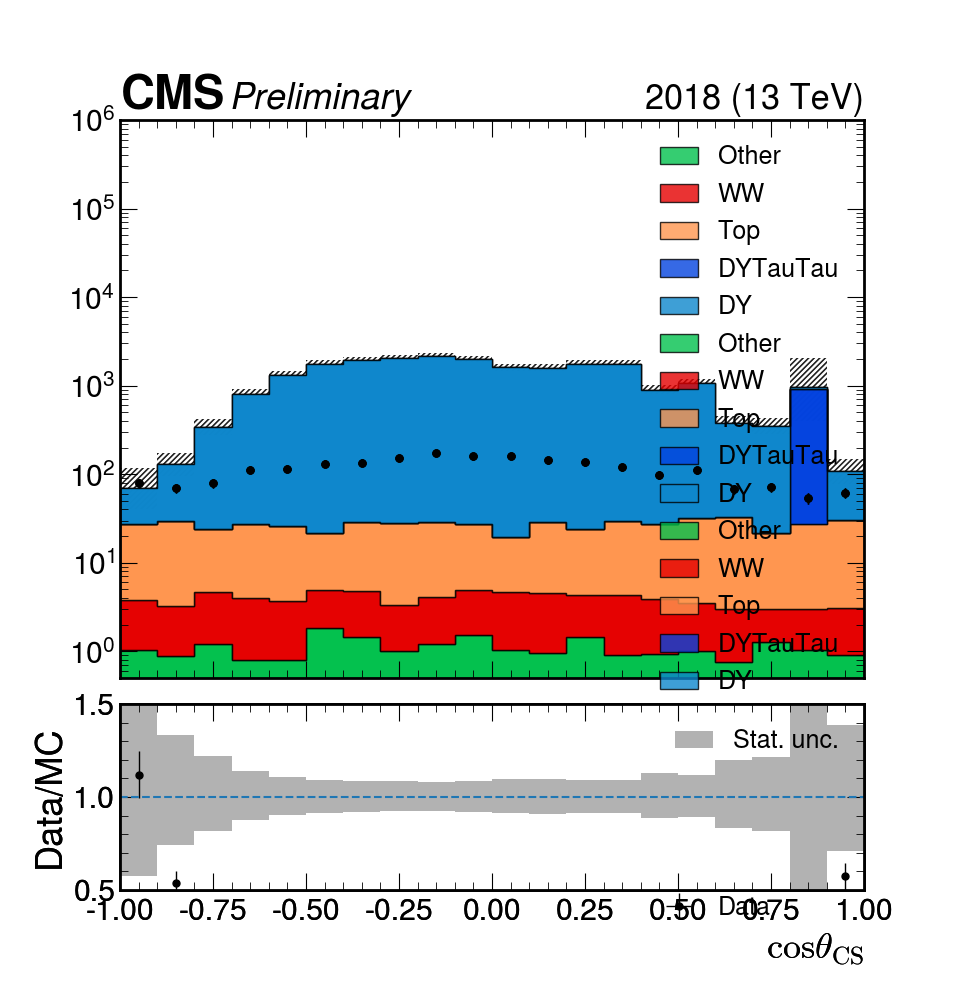 CMS Preliminary 2018 (13 TeV)
10^6
10^5
10^4
10^3
10^2
10^1
10^0
Other
WW
Top
DYTauTau
DY
Other
WW
Top
DYTauTau
DY
Other
WW
Top
DYTauTau
DY
Data
Data/MC
1.5
1.0
0.5
Stat. unc.
-1.00 -0.75 -0.50 -0.25 0.00 0.25 0.50 0.75 1.00
cosθ_CS